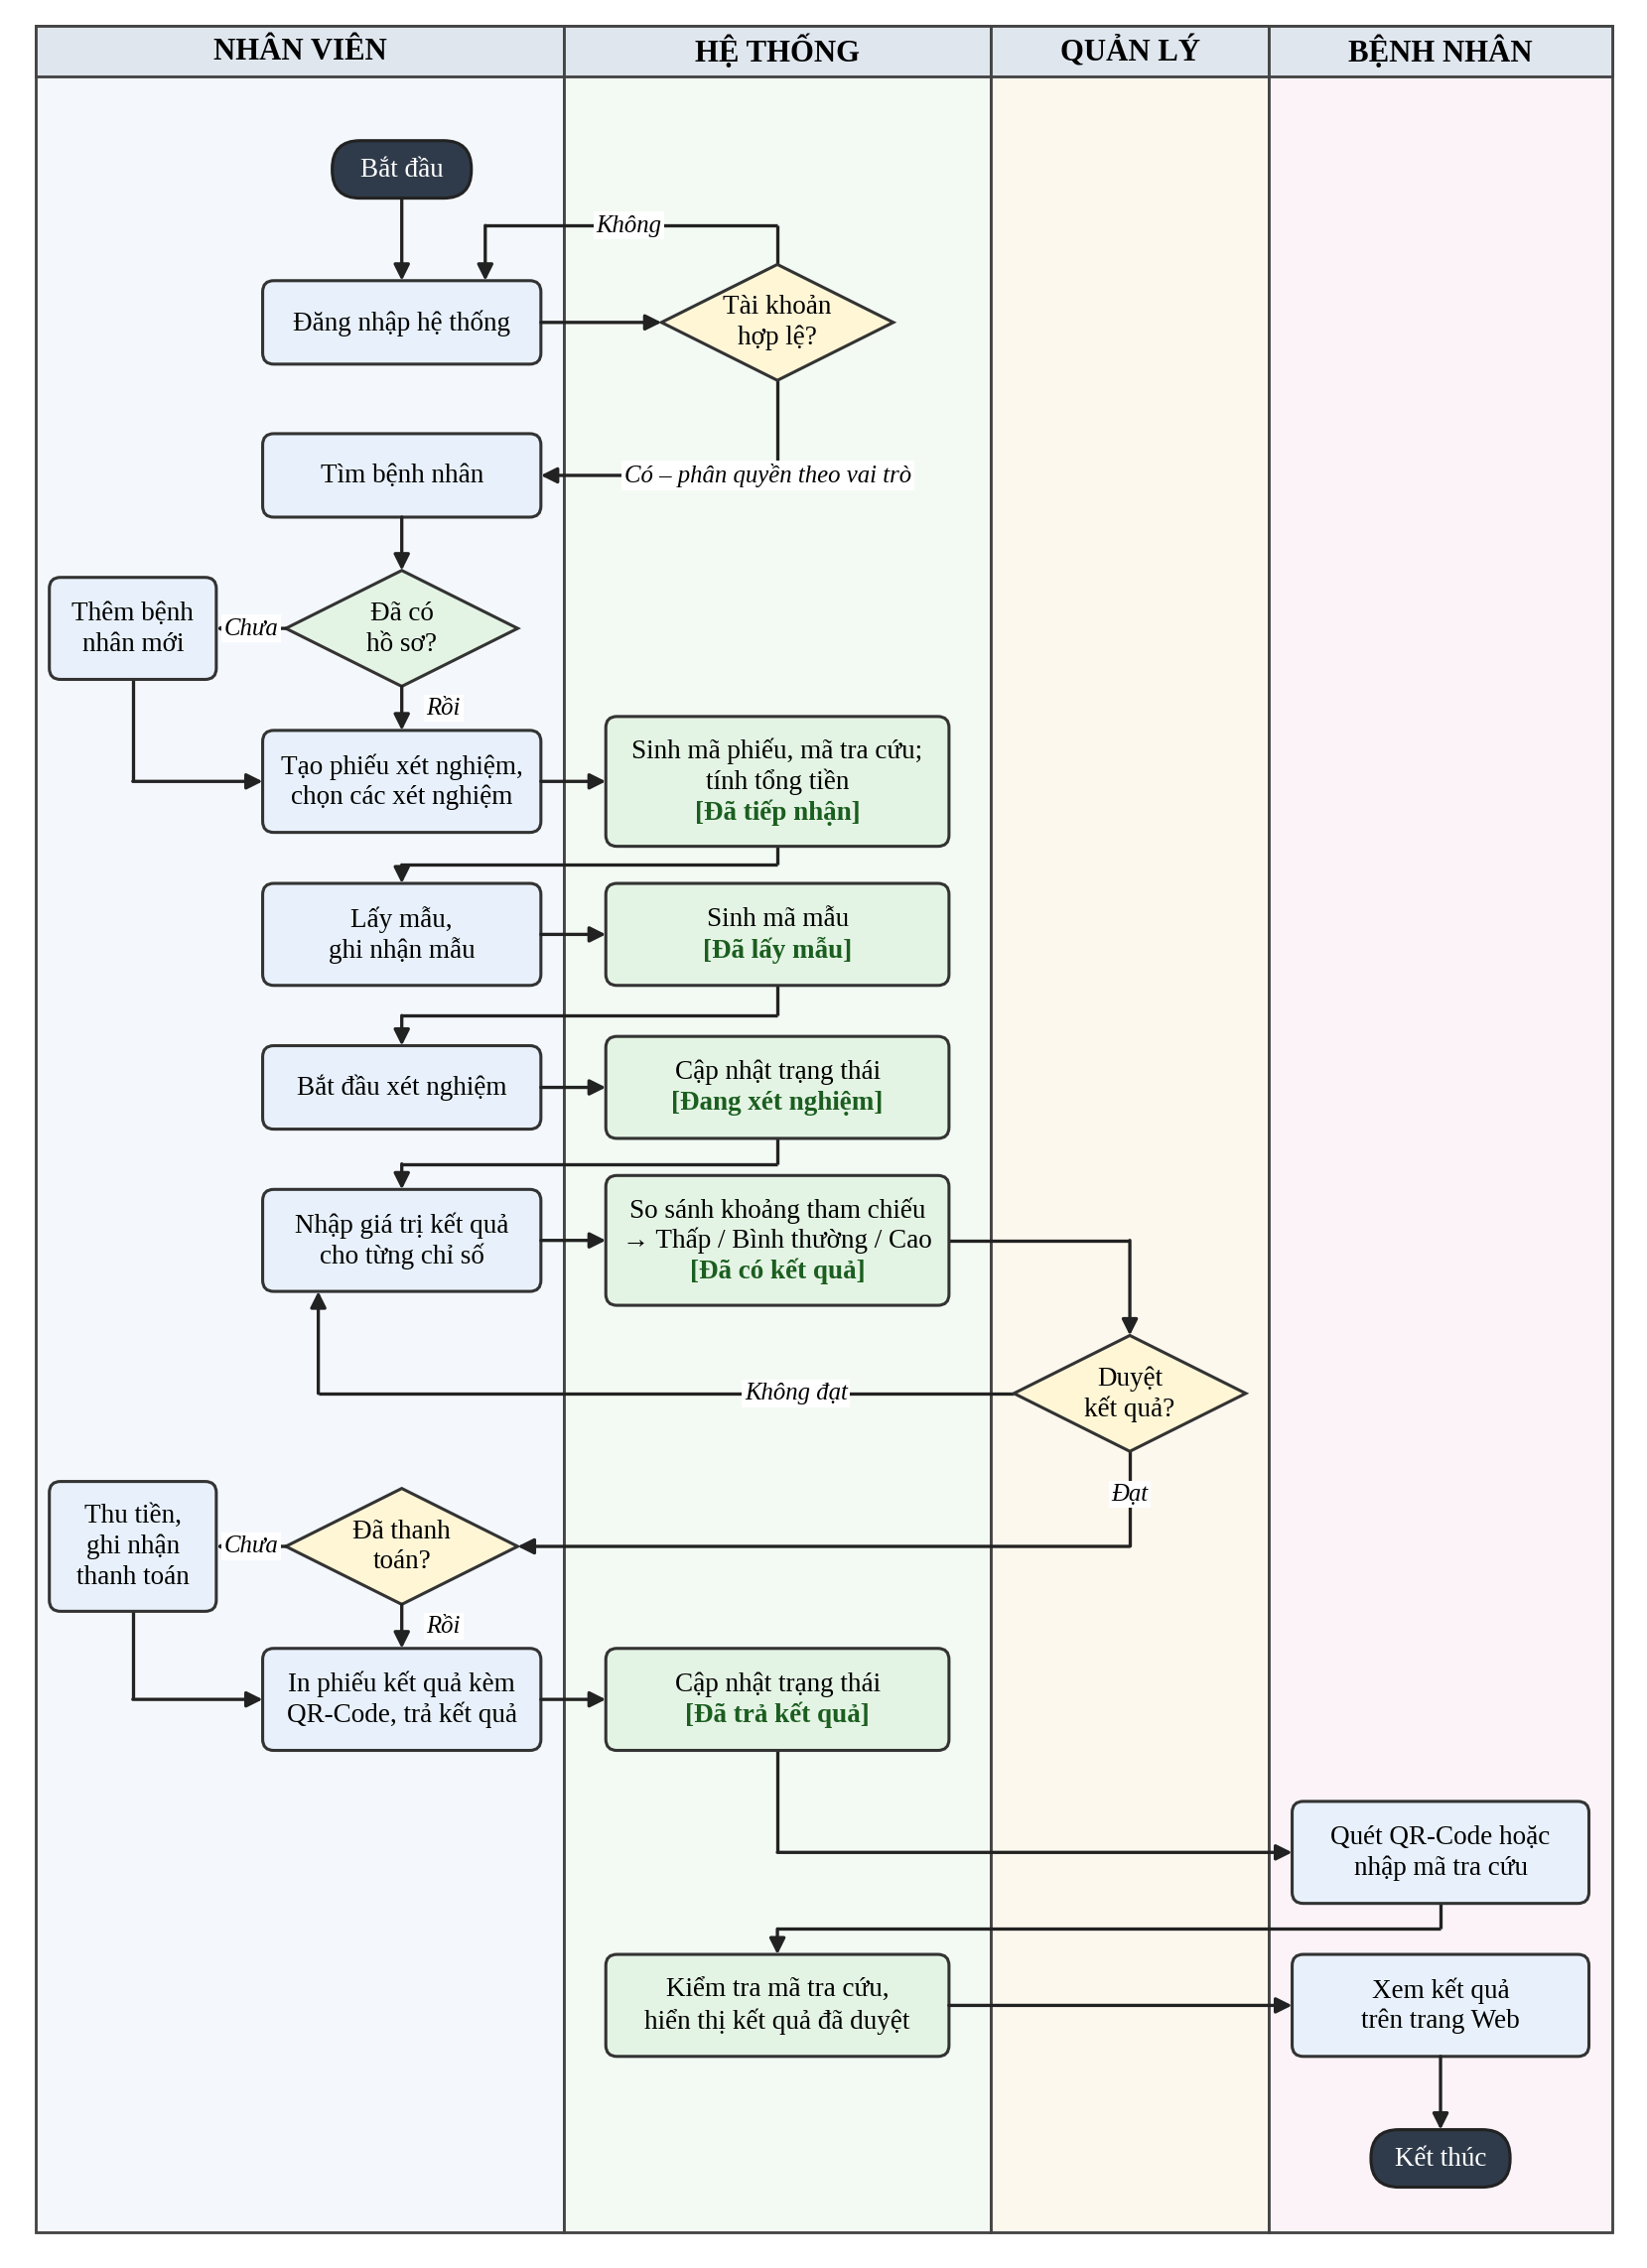 NHÂN VIÊN
HỆ THỐNG
QUẢN LÝ
BỆNH NHÂN
Bắt đầu
Không
Đăng nhập hệ thống
Tài khoản
hợp lệ?
Tìm bệnh nhân
Có – phân quyền theo vai trò
Thêm bệnh
nhân mới
Chưa
Đã có
hồ sơ?
Rồi
Tạo phiếu xét nghiệm,
chọn các xét nghiệm
Sinh mã phiếu, mã tra cứu;
tính tổng tiền
[Đã tiếp nhận]
Lấy mẫu,
ghi nhận mẫu
Sinh mã mẫu
[Đã lấy mẫu]
Bắt đầu xét nghiệm
Cập nhật trạng thái
[Đang xét nghiệm]
Nhập giá trị kết quả
cho từng chỉ số
So sánh khoảng tham chiếu
→ Thấp / Bình thường / Cao
[Đã có kết quả]
Duyệt
kết quả?
Không đạt
Đạt
Thu tiền,
ghi nhận
thanh toán
Chưa
Đã thanh
toán?
Rồi
In phiếu kết quả kèm
QR-Code, trả kết quả
Cập nhật trạng thái
[Đã trả kết quả]
Quét QR-Code hoặc
nhập mã tra cứu
Kiểm tra mã tra cứu,
hiển thị kết quả đã duyệt
Xem kết quả
trên trang Web
Kết thúc